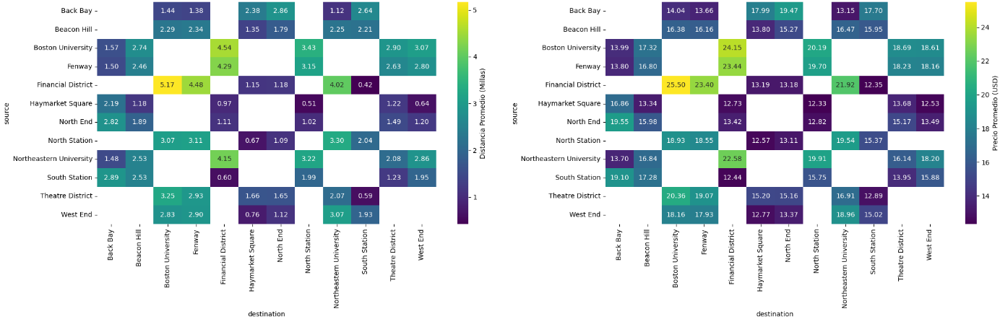 Back Bay 1.44 1.38 2.38 2.86 1.12 2.64
Beacon Hill 2.29 2.34 1.35 1.79 2.25 2.21
Boston University 1.57 2.74 4.54 3.43 2.90 3.07
Fenway 1.50 2.46 4.29 3.15 2.63 2.80
Financial District 5.17 4.48 1.15 1.18 4.02 0.42
Haymarket Square 2.19 1.18 0.97 0.51 1.22 0.64
North End 2.82 1.89 1.11 1.02 1.49 1.20
North Station 3.07 3.11 0.67 1.09 3.30 2.04
Northeastern University 1.48 2.53 4.15 3.22 2.08 2.86
South Station 2.89 2.53 0.60 1.99 1.23 1.95
Theatre District 3.25 2.93 1.66 1.65 2.07 0.59
West End 2.83 2.90 0.76 1.12 3.07 1.93
source
Back Bay
Beacon Hill
Boston University
Fenway
Financial District
Haymarket Square
North End
North Station
Northeastern University
South Station
Theatre District
West End
destination
5
4
3
2
1
Distancia Promedio (Millas)
Back Bay 14.04 13.66 17.99 19.47 13.15 17.70
Beacon Hill 16.38 16.16 13.80 15.27 16.47 15.95
Boston University 13.99 17.32 24.15 20.19 18.69 18.61
Fenway 13.80 16.80 23.44 19.70 18.23 18.16
Financial District 25.50 23.40 13.19 13.18 21.92 12.35
Haymarket Square 16.86 13.34 12.73 12.33 13.68 12.53
North End 19.55 15.98 13.42 12.82 15.17 13.49
North Station 18.93 18.55 12.57 13.11 19.54 15.37
Northeastern University 13.70 16.84 22.58 19.91 16.14 18.20
South Station 19.10 17.28 12.44 15.75 13.95 15.88
Theatre District 20.36 19.07 15.20 15.16 16.91 12.89
West End 18.16 17.93 12.77 13.37 18.96 15.02
source
Back Bay
Beacon Hill
Boston University
Fenway
Financial District
Haymarket Square
North End
North Station
Northeastern University
South Station
Theatre District
West End
destination
24
22
20
18
16
14
Precio Promedio (USD)